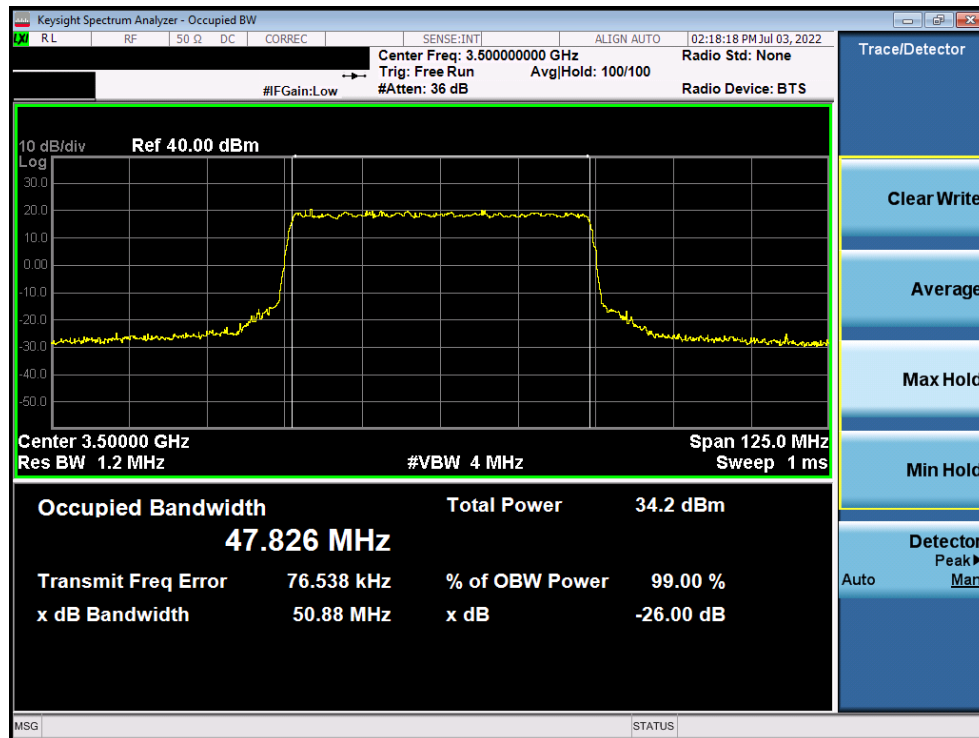 Keysight Spectrum Analyzer - Occupied BW
LXI RL RF 50 Ω DC CORREC SENSE:INT ALIGN AUTO 02:18:18 PM Jul 03, 2022
Center Freq: 3.500000000 GHz Radio Std: None
Trig: Free Run Avg|Hold: 100/100
#IFGain:Low #Atten: 36 dB Radio Device: BTS
10 dB/div Ref 40.00 dBm
Log
30.0
20.0
10.0
0.00
-10.0
-20.0
-30.0
-40.0
-50.0
Center 3.50000 GHz Span 125.0 MHz
Res BW 1.2 MHz #VBW 4 MHz Sweep 1 ms
Occupied Bandwidth Total Power 34.2 dBm
47.826 MHz
Transmit Freq Error 76.538 kHz % of OBW Power 99.00 %
x dB Bandwidth 50.88 MHz x dB -26.00 dB
MSG STATUS
Trace/Detector
Clear Write
Average
Max Hold
Min Hold
Detector
Peak▶
Auto Man